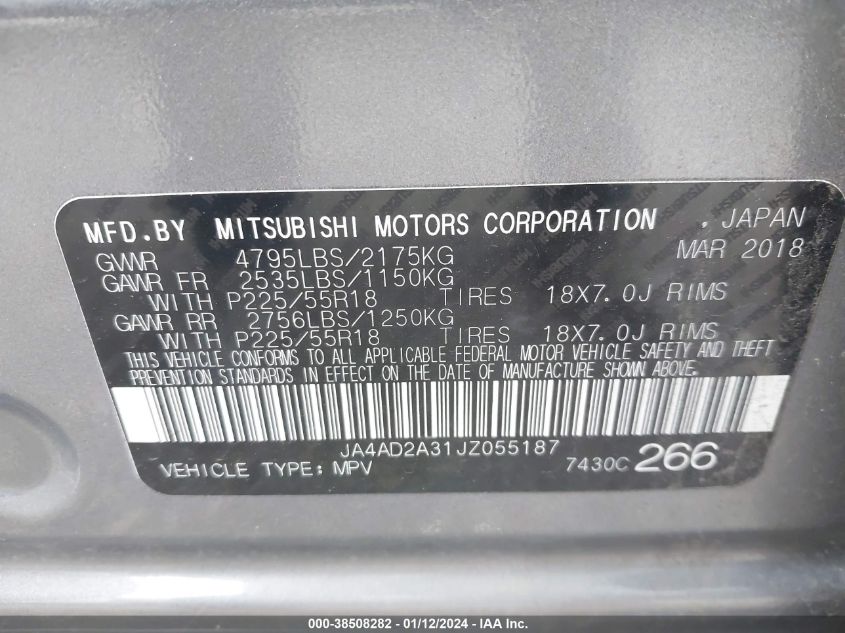 MFD.BY MITSUBISHI MOTORS CORPORATION , JAPAN
GVWR 4795LBS/2175KG MAR 2018
GAWR FR 2535LBS/1150KG
WITH P225/55R18 TIRES 18X7.0J RIMS
GAWR RR 2756LBS/1250KG
WITH P225/55R18 TIRES 18X7.0J RIMS
THIS VEHICLE CONFORMS TO ALL APPLICABLE FEDERAL MOTOR VEHICLE SAFETY AND THEFT
PREVENTION STANDARDS IN EFFECT ON THE DATE OF MANUFACTURE SHOWN ABOVE.
JA4AD2A31JZ055187
VEHICLE TYPE: MPV 7430C 266
000-38508282 - 01/12/2024 - IAA Inc.